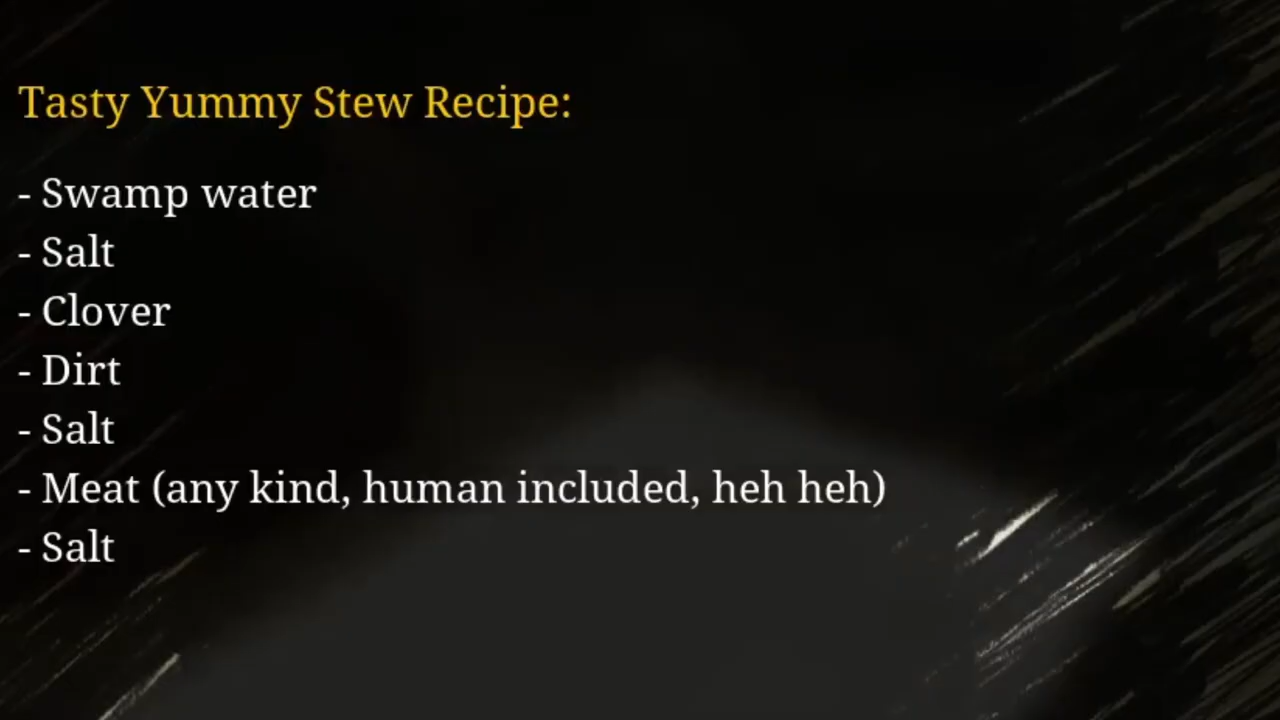 Tasty Yummy Stew Recipe:
- Swamp water
- Salt
- Clover
- Dirt
- Salt
- Meat (any kind, human included, heh heh)
- Salt